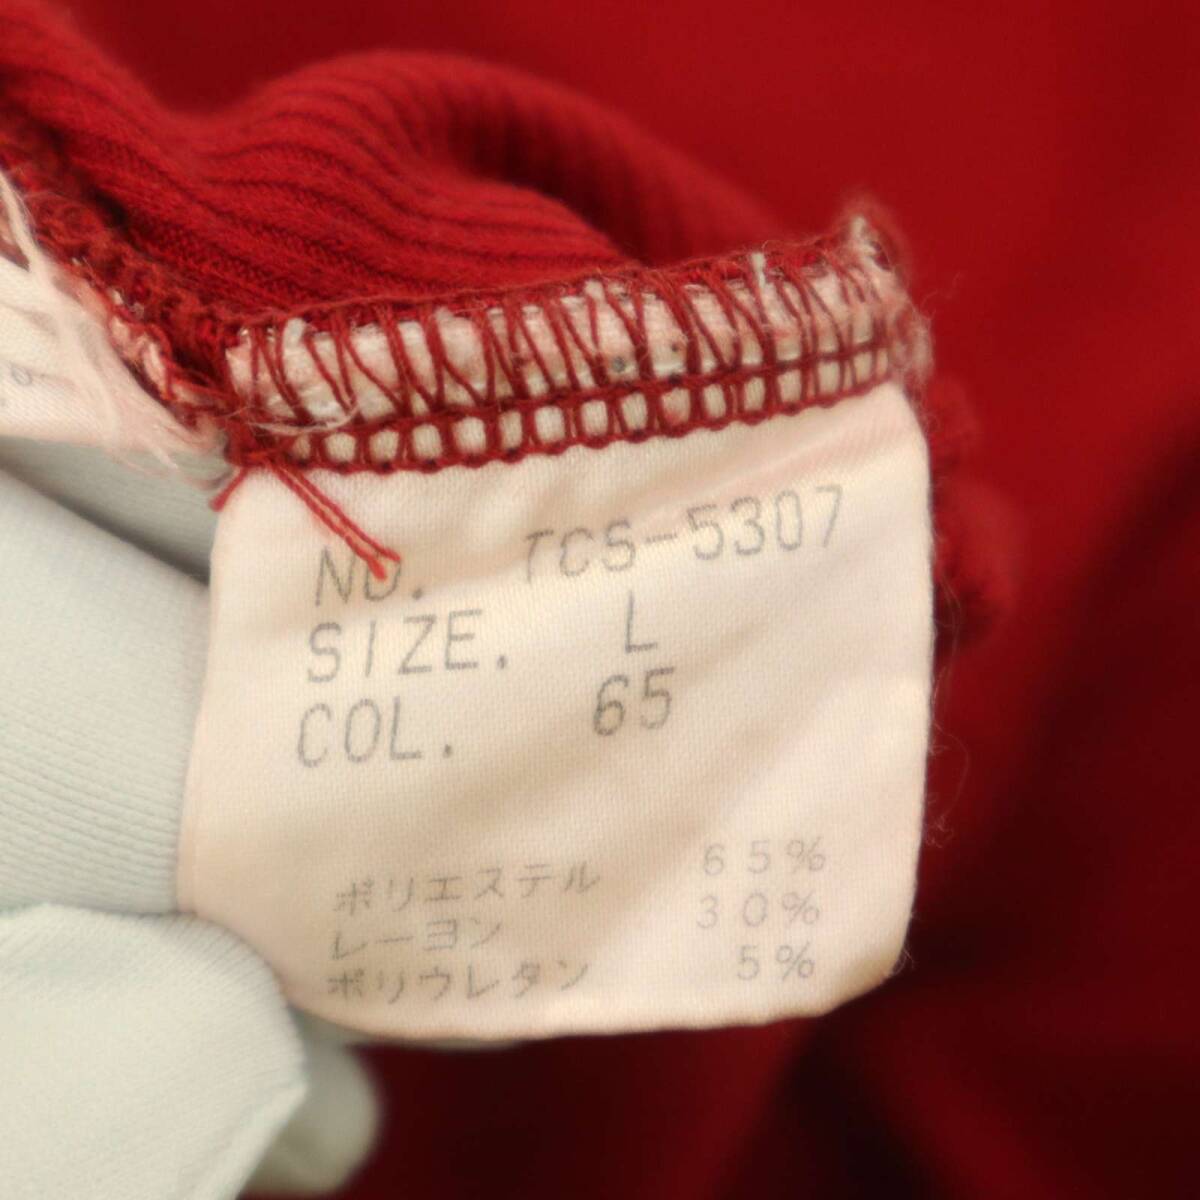 NO. TCS-5307
SIZE. L
COL. 65
ポリエステル 65%
レーヨン 30%
ポリウレタン 5%